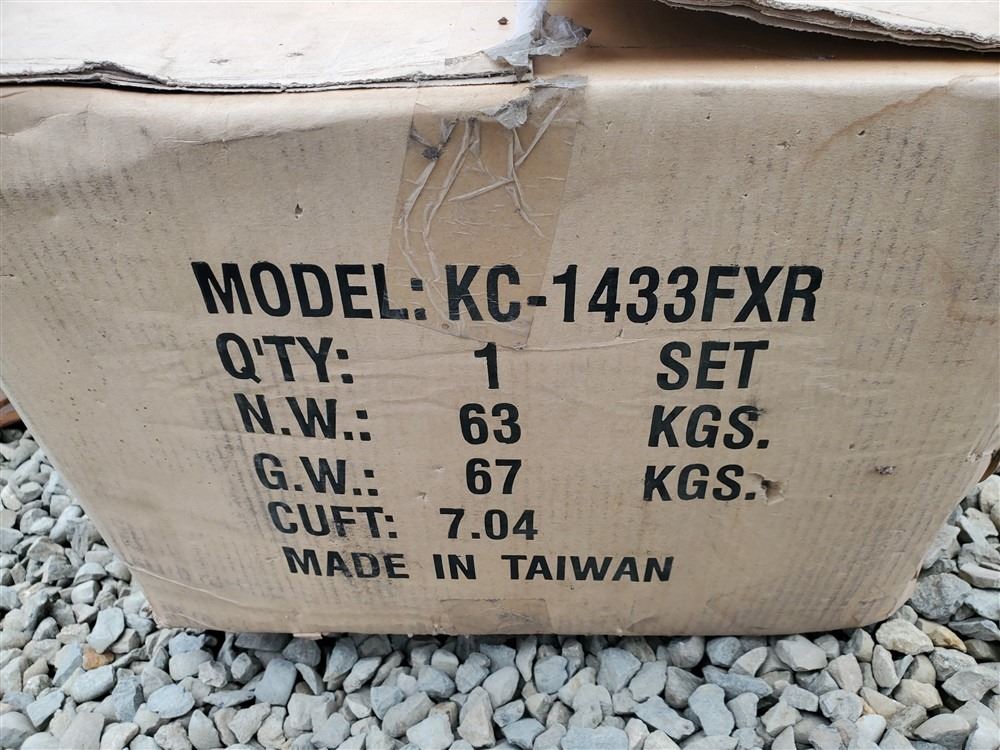 MODEL: KC-1433FXR
Q'TY: 1 SET
N.W.: 63 KGS.
G.W.: 67 KGS.
CUFT: 7.04
MADE IN TAIWAN